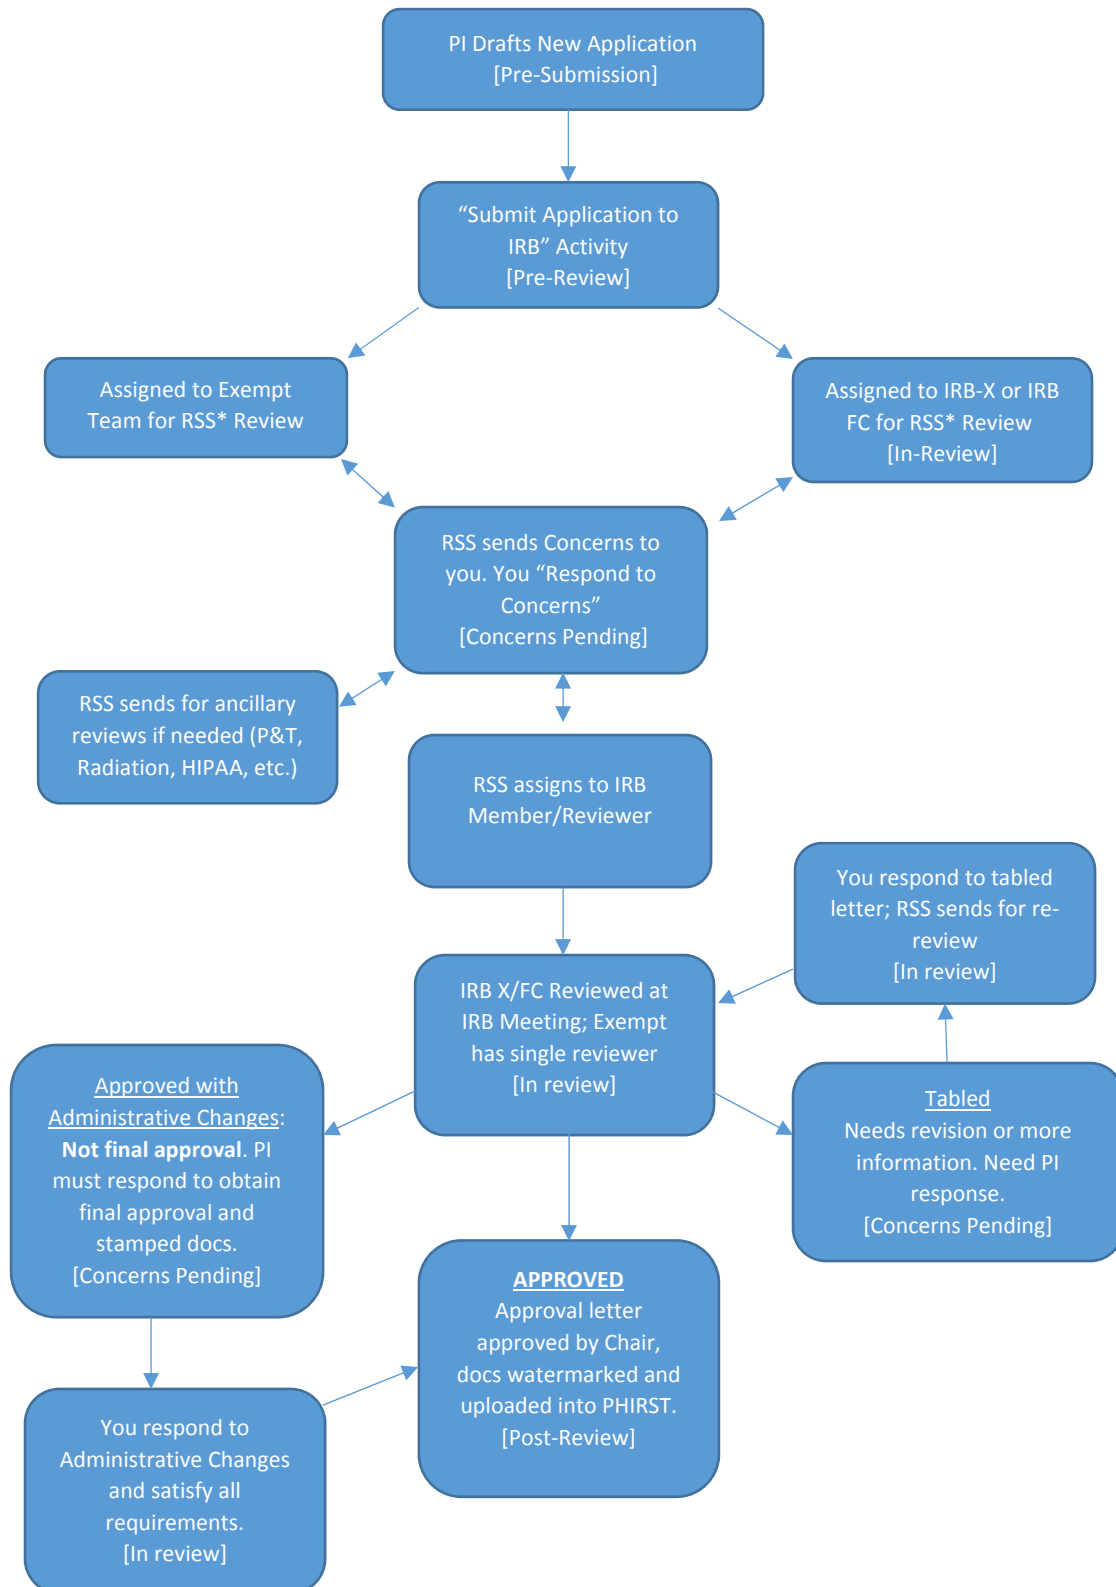 PI Drafts New Application
[Pre-Submission]
“Submit Application to
IRB” Activity
[Pre-Review]
Assigned to Exempt
Team for RSS* Review
Assigned to IRB-X or IRB
FC for RSS* Review
[In-Review]
RSS sends Concerns to
you. You “Respond to
Concerns”
[Concerns Pending]
RSS sends for ancillary
reviews if needed (P&T,
Radiation, HIPAA, etc.)
RSS assigns to IRB
Member/Reviewer
You respond to tabled
letter; RSS sends for re-
review
[In review]
IRB X/FC Reviewed at
IRB Meeting; Exempt
has single reviewer
[In review]
Approved with
Administrative Changes:
Not final approval. PI
must respond to obtain
final approval and
stamped docs.
[Concerns Pending]
Tabled
Needs revision or more
information. Need PI
response.
[Concerns Pending]
APPROVED
Approval letter
approved by Chair,
docs watermarked and
uploaded into PHIRST.
[Post-Review]
You respond to
Administrative Changes
and satisfy all
requirements.
[In review]